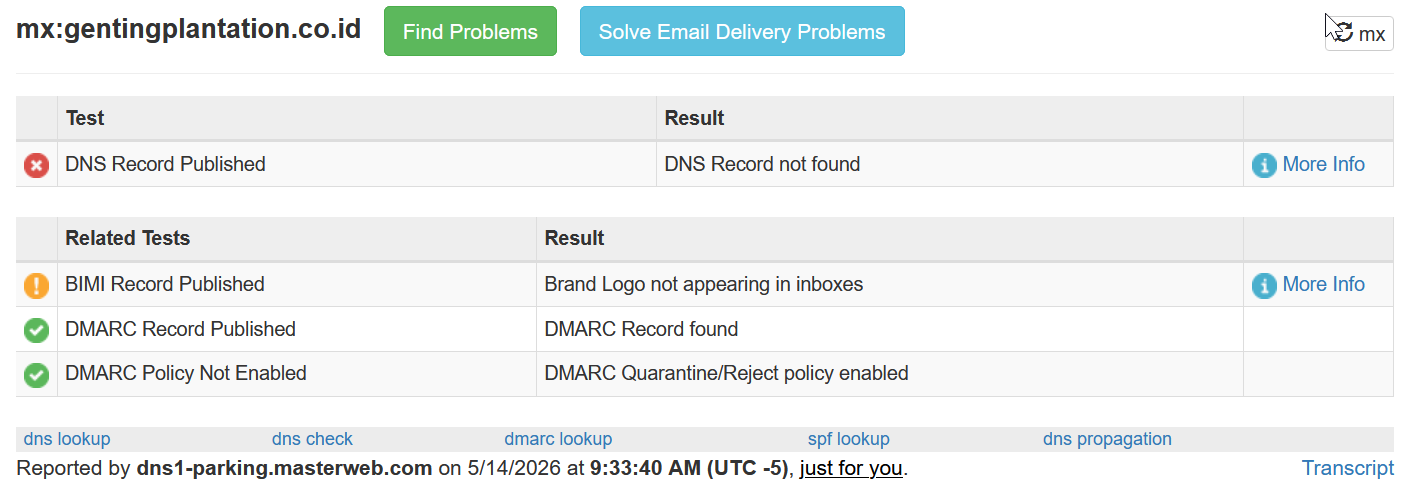 mx:gentingplantation.co.id Find Problems Solve Email Delivery Problems mx
Test Result
DNS Record Published DNS Record not found More Info
Related Tests Result
BIMI Record Published Brand Logo not appearing in inboxes More Info
DMARC Record Published DMARC Record found
DMARC Policy Not Enabled DMARC Quarantine/Reject policy enabled
dns lookup dns check dmarc lookup spf lookup dns propagation
Reported by dns1-parking.masterweb.com on 5/14/2026 at 9:33:40 AM (UTC -5), just for you. Transcript